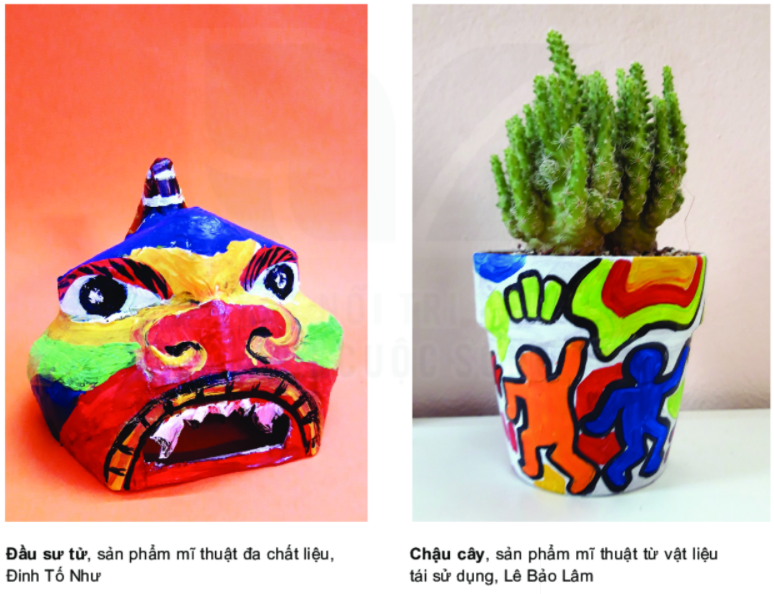 Đầu sư tử, sản phẩm mĩ thuật đa chất liệu,
Đinh Tố Như
Chậu cây, sản phẩm mĩ thuật từ vật liệu
tái sử dụng, Lê Bảo Lâm